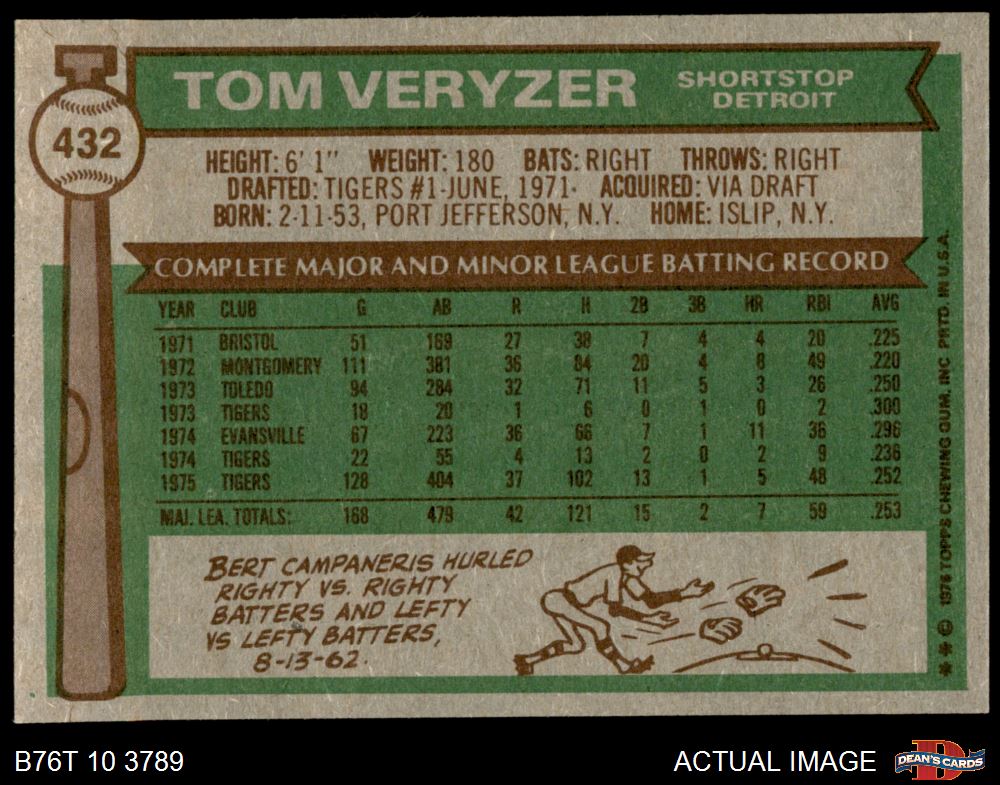 TOM VERYZER
SHORTSTOP
DETROIT
432
HEIGHT: 6' 1" WEIGHT: 180 BATS: RIGHT THROWS: RIGHT
DRAFTED: TIGERS #1-JUNE, 1971- ACQUIRED: VIA DRAFT
BORN: 2-11-53, PORT JEFFERSON, N.Y. HOME: ISLIP, N.Y.
COMPLETE MAJOR AND MINOR LEAGUE BATTING RECORD
YEAR CLUB G AB R H 2B 3B HR RBI AVG
1971 BRISTOL 51 169 27 38 7 4 4 20 .225
1972 MONTGOMERY 111 381 36 84 20 4 8 49 .220
1973 TOLEDO 94 284 32 71 11 5 3 26 .250
1973 TIGERS 18 20 1 6 0 1 0 2 .300
1974 EVANSVILLE 67 223 36 66 7 1 11 36 .296
1974 TIGERS 22 55 4 13 2 0 2 9 .236
1975 TIGERS 128 404 37 102 13 1 5 48 .252
MAJ. LEA. TOTALS: 168 479 42 121 15 2 7 59 .253
BERT CAMPANERIS HURLED
RIGHTY VS. RIGHTY
BATTERS AND LEFTY
VS LEFTY BATTERS,
8-13-62.
** © 1976 TOPPS CHEWING GUM, INC. PRTD. IN U.S.A.
B76T 10 3789
ACTUAL IMAGE
D
DEAN'S CARDS